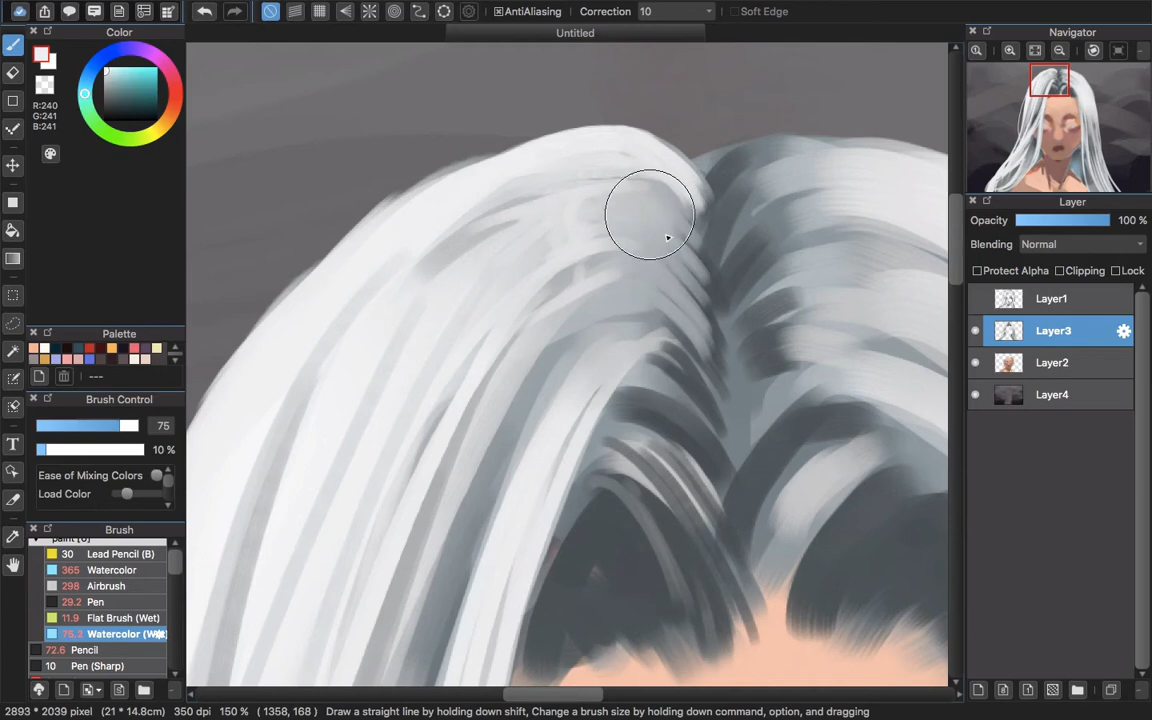 AntiAliasing Correction 10 Soft Edge
Untitled
Color
R:240
G:241
B:241
Palette
---
Brush Control
75
10 %
Ease of Mixing Colors
Load Color
Brush
30 Lead Pencil (B)
365 Watercolor
298 Airbrush
29.2 Pen
11.9 Flat Brush (Wet)
75.2 Watercolor (Wet
72.6 Pencil
10 Pen (Sharp)
Navigator
Layer
Opacity 100 %
Blending Normal
Protect Alpha Clipping Lock
Layer1
Layer3
Layer2
Layer4
T
2893 * 2039 pixel (21 * 14.8cm) 350 dpi 150 % ( 1358, 168 ) Draw a straight line by holding down shift, Change a brush size by holding down command, option, and dragging